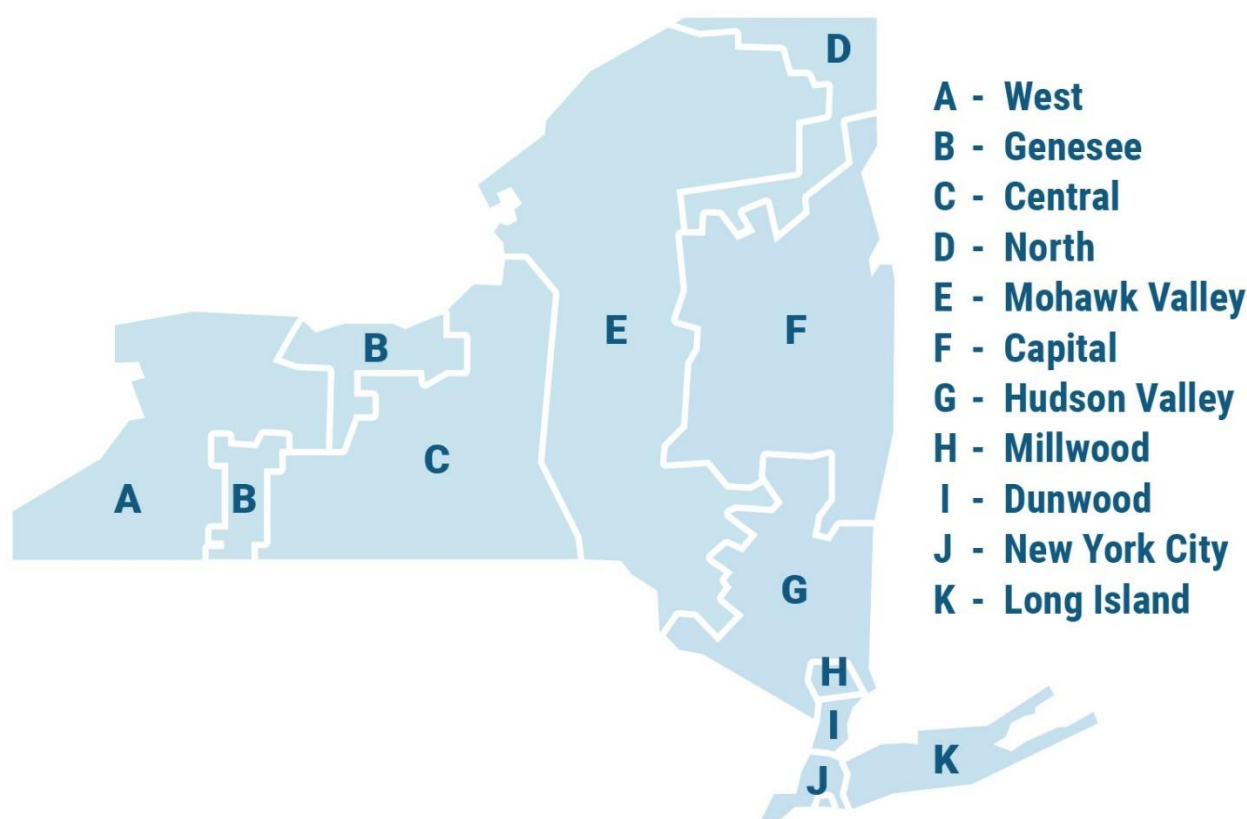 D
A - West
B - Genesee
C - Central
D - North
E - Mohawk Valley
F - Capital
G - Hudson Valley
H - Millwood
I - Dunwood
J - New York City
K - Long Island
B
E
F
C
A
B
G
H
I
J
K